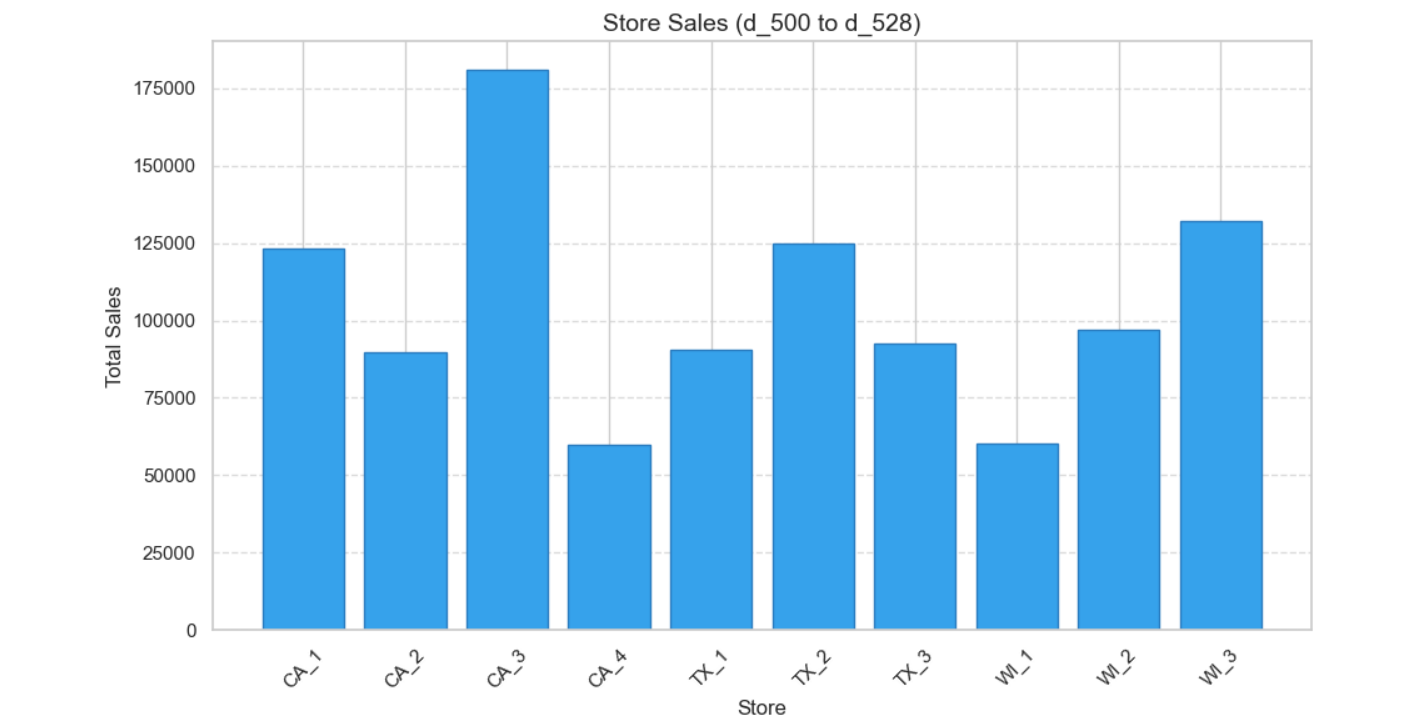 Store Sales (d_500 to d_528)
Total Sales
175000
150000
125000
100000
75000
50000
25000
0
CA_1
CA_2
CA_3
CA_4
TX_1
TX_2
TX_3
WI_1
WI_2
WI_3
Store